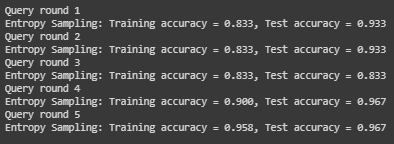 Query round 1
Entropy Sampling: Training accuracy = 0.833, Test accuracy = 0.933
Query round 2
Entropy Sampling: Training accuracy = 0.833, Test accuracy = 0.933
Query round 3
Entropy Sampling: Training accuracy = 0.833, Test accuracy = 0.833
Query round 4
Entropy Sampling: Training accuracy = 0.900, Test accuracy = 0.967
Query round 5
Entropy Sampling: Training accuracy = 0.958, Test accuracy = 0.967